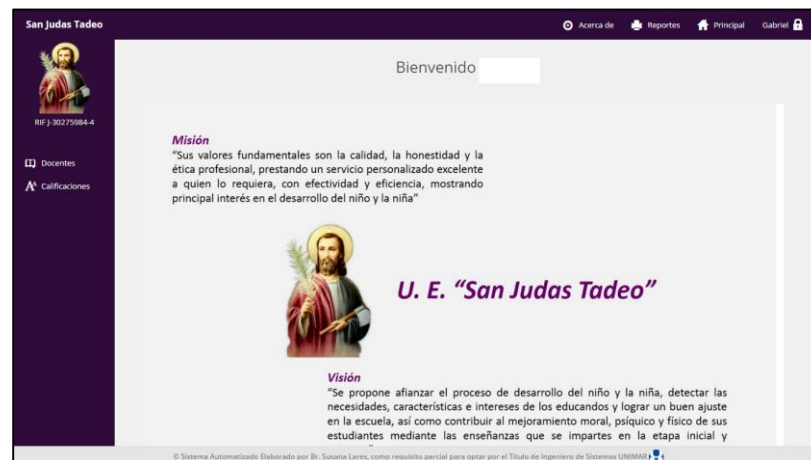 San Judas Tadeo
Acerca de
Reportes
Principal
Gabriel
RIF J-30275984-4
Docentes
Calificaciones
Bienvenido
Misión
“Sus valores fundamentales son la calidad, la honestidad y la
ética profesional, prestando un servicio personalizado excelente
a quien lo requiera, con efectividad y eficiencia, mostrando
principal interés en el desarrollo del niño y la niña”
U. E. “San Judas Tadeo”
Visión
“Se propone afianzar el proceso de desarrollo del niño y la niña, detectar las
necesidades, características e intereses de los educandos y lograr un buen ajuste
en la escuela, así como contribuir al mejoramiento moral, psíquico y físico de sus
estudiantes mediante las enseñanzas que se imparten en la etapa inicial y
© Sistema Automatizado Elaborado por Br. Susana Lares, como requisito parcial para optar por el Título de Ingeniero de Sistemas UNIMAR